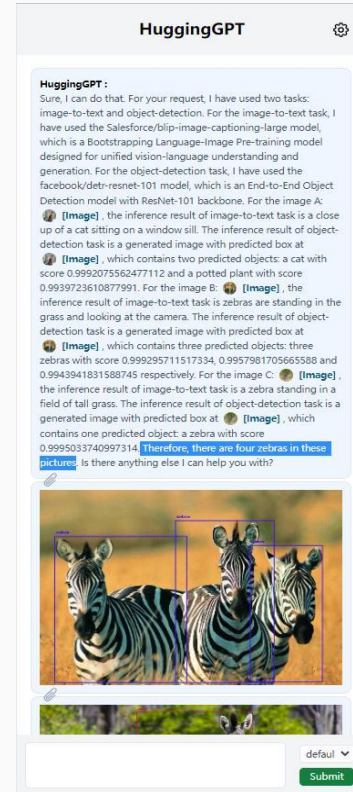 HuggingGPT
HuggingGPT :
Sure, I can do that. For your request, I have used two tasks:
image-to-text and object-detection. For the image-to-text task, I
have used the Salesforce/blip-image-captioning-large model,
which is a Bootstrapping Language-Image Pre-training model
designed for unified vision-language understanding and
generation. For the object-detection task, I have used the
facebook/detr-resnet-101 model, which is an End-to-End Object
Detection model with ResNet-101 backbone. For the image A:
[Image] , the inference result of image-to-text task is a close
up of a cat sitting on a window sill. The inference result of object-
detection task is a generated image with predicted box at
[Image] , which contains two predicted objects: a cat with
score 0.9992075562477112 and a potted plant with score
0.9939723610877991. For the image B: [Image] , the
inference result of image-to-text task is zebras are standing in the
grass and looking at the camera. The inference result of object-
detection task is a generated image with predicted box at
[Image] , which contains three predicted objects: three
zebras with score 0.999295711517334, 0.9957981705665588 and
0.9943941831588745 respectively. For the image C: [Image] ,
the inference result of image-to-text task is a zebra standing in a
field of tall grass. The inference result of object-detection task is a
generated image with predicted box at [Image] , which
contains one predicted object: a zebra with score
0.9995033740997314. Therefore, there are four zebras in these
pictures. Is there anything else I can help you with?
defaul
Submit